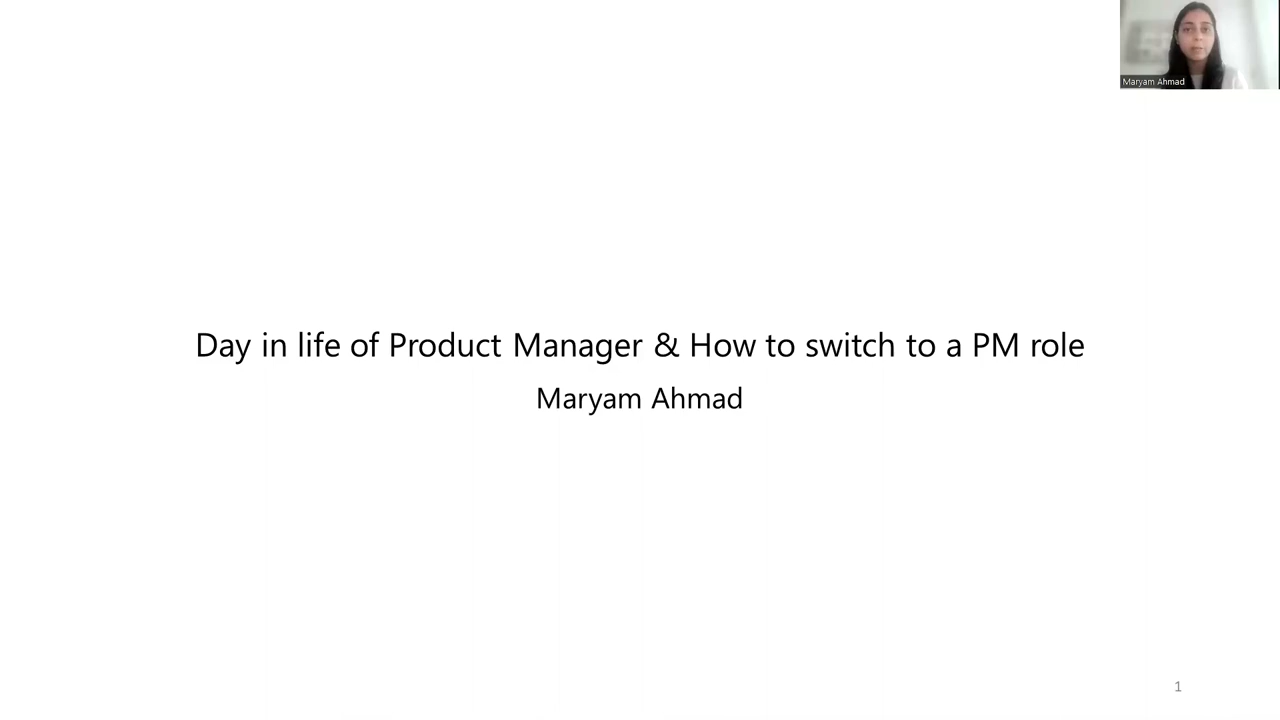 Maryam Ahmad
Day in life of Product Manager & How to switch to a PM role
Maryam Ahmad
1